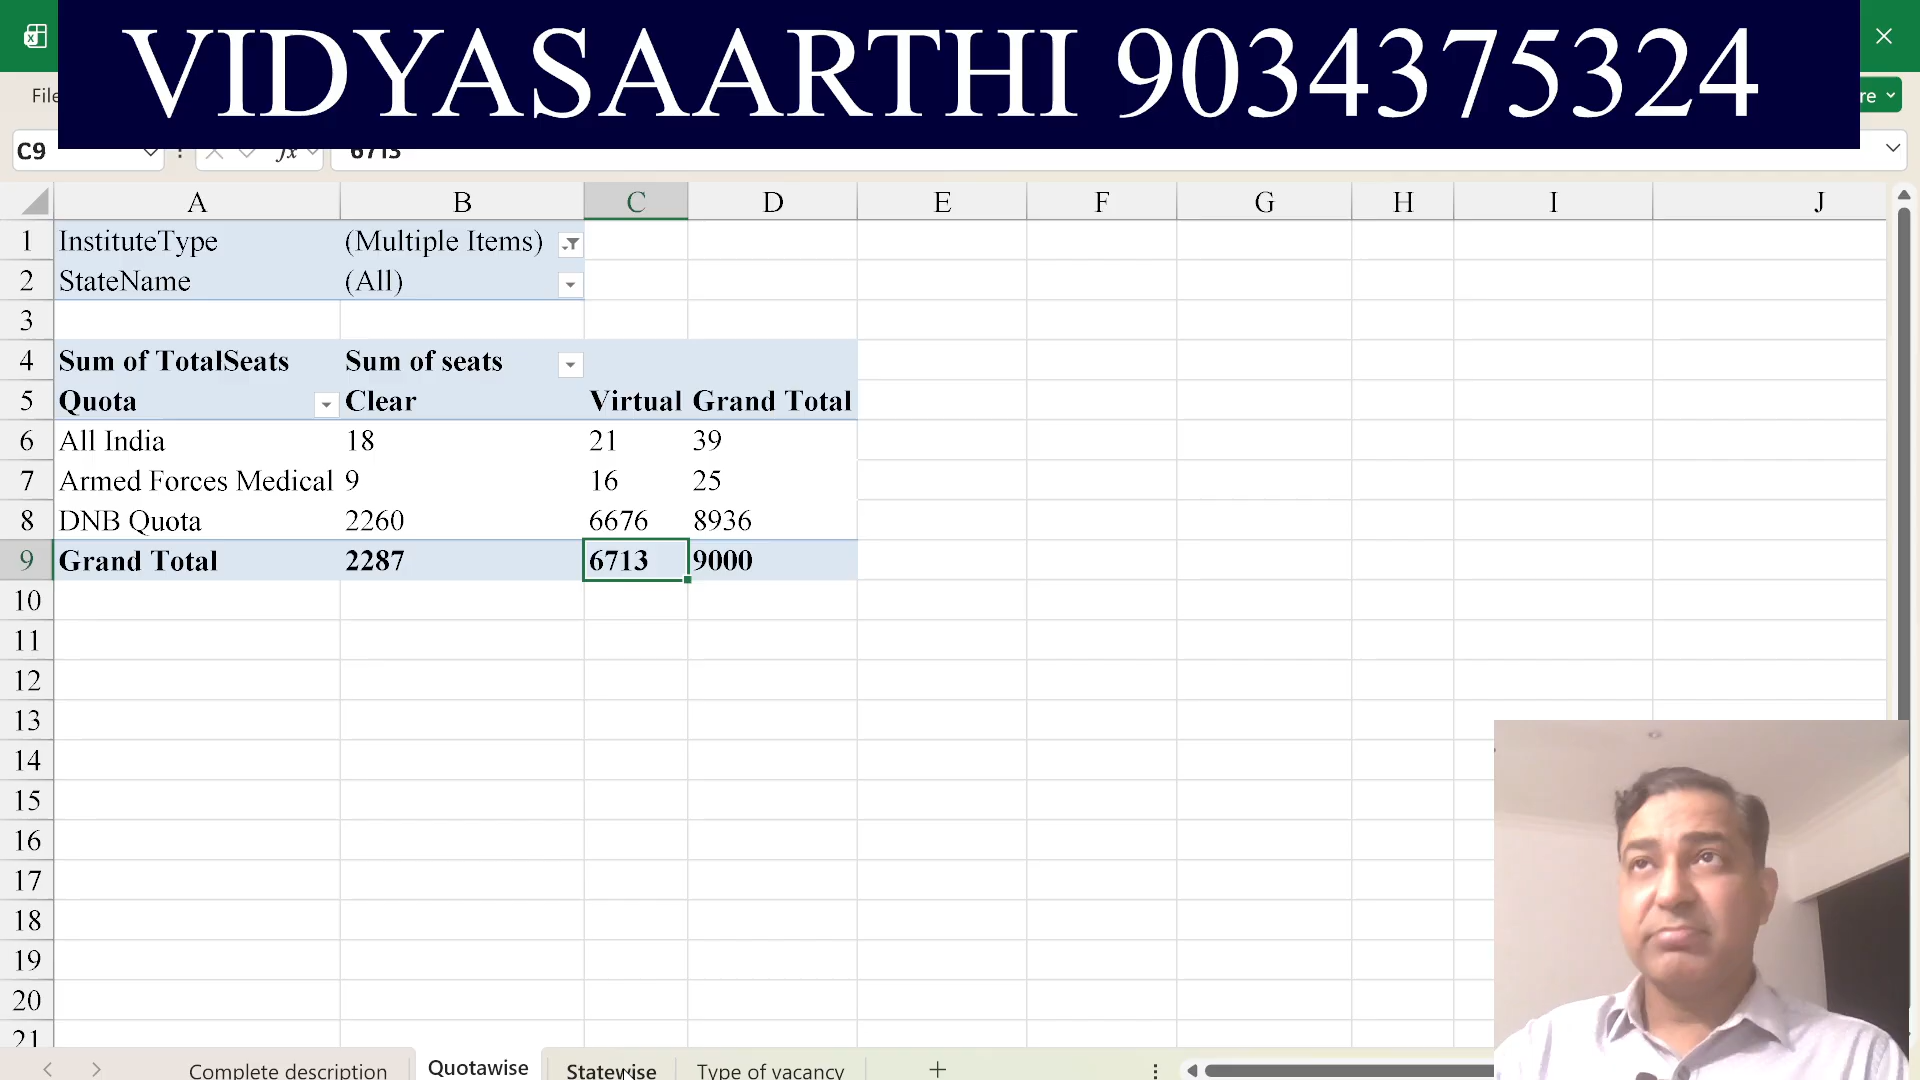 VIDYASAARTHI 9034375324
File
re
C9 fx 6713
A B C D E F G H I J
1 InstituteType (Multiple Items)
2 StateName (All)
3
4 Sum of TotalSeats Sum of seats
5 Quota Clear Virtual Grand Total
6 All India 18 21 39
7 Armed Forces Medical 9 16 25
8 DNB Quota 2260 6676 8936
9 Grand Total 2287 6713 9000
10
11
12
13
14
15
16
17
18
19
20
21
Complete description Quotawise Statewise Type of vacancy +